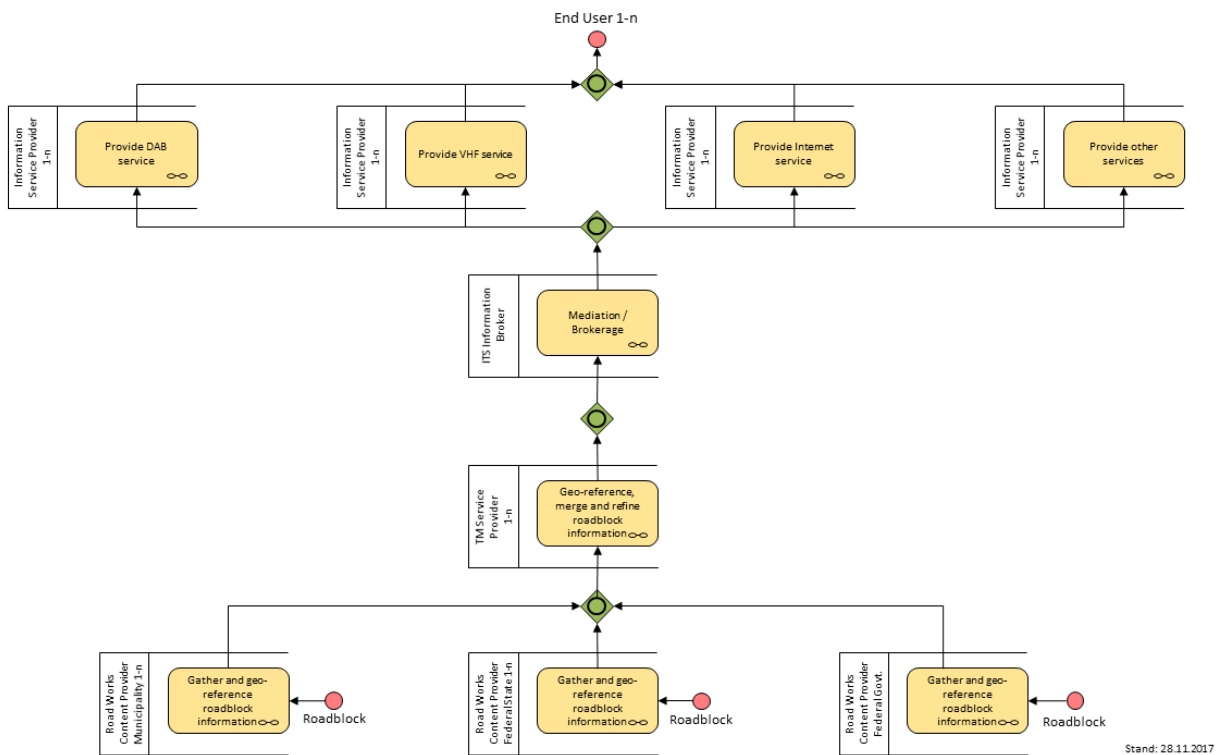 End User 1-n
Information
Service Provider
1-n
Provide DAB
service
Information
Service Provider
1-n
Provide VHF service
Information
Service Provider
1-n
Provide Internet
service
Information
Service Provider
1-n
Provide other
services
ITS Information
Broker
Mediation /
Brokerage
TM Service
Provider
1-n
Geo-reference,
merge and refine
roadblock
information
Road Works
Content Provider
Municipality 1-n
Gather and geo-
reference
roadblock
information
Roadblock
Road Works
Content Provider
Federal State 1-n
Gather and geo-
reference
roadblock
information
Roadblock
Road Works
Content Provider
Federal Govt.
Gather and geo-
reference
roadblock
information
Roadblock
Stand: 28.11.2017